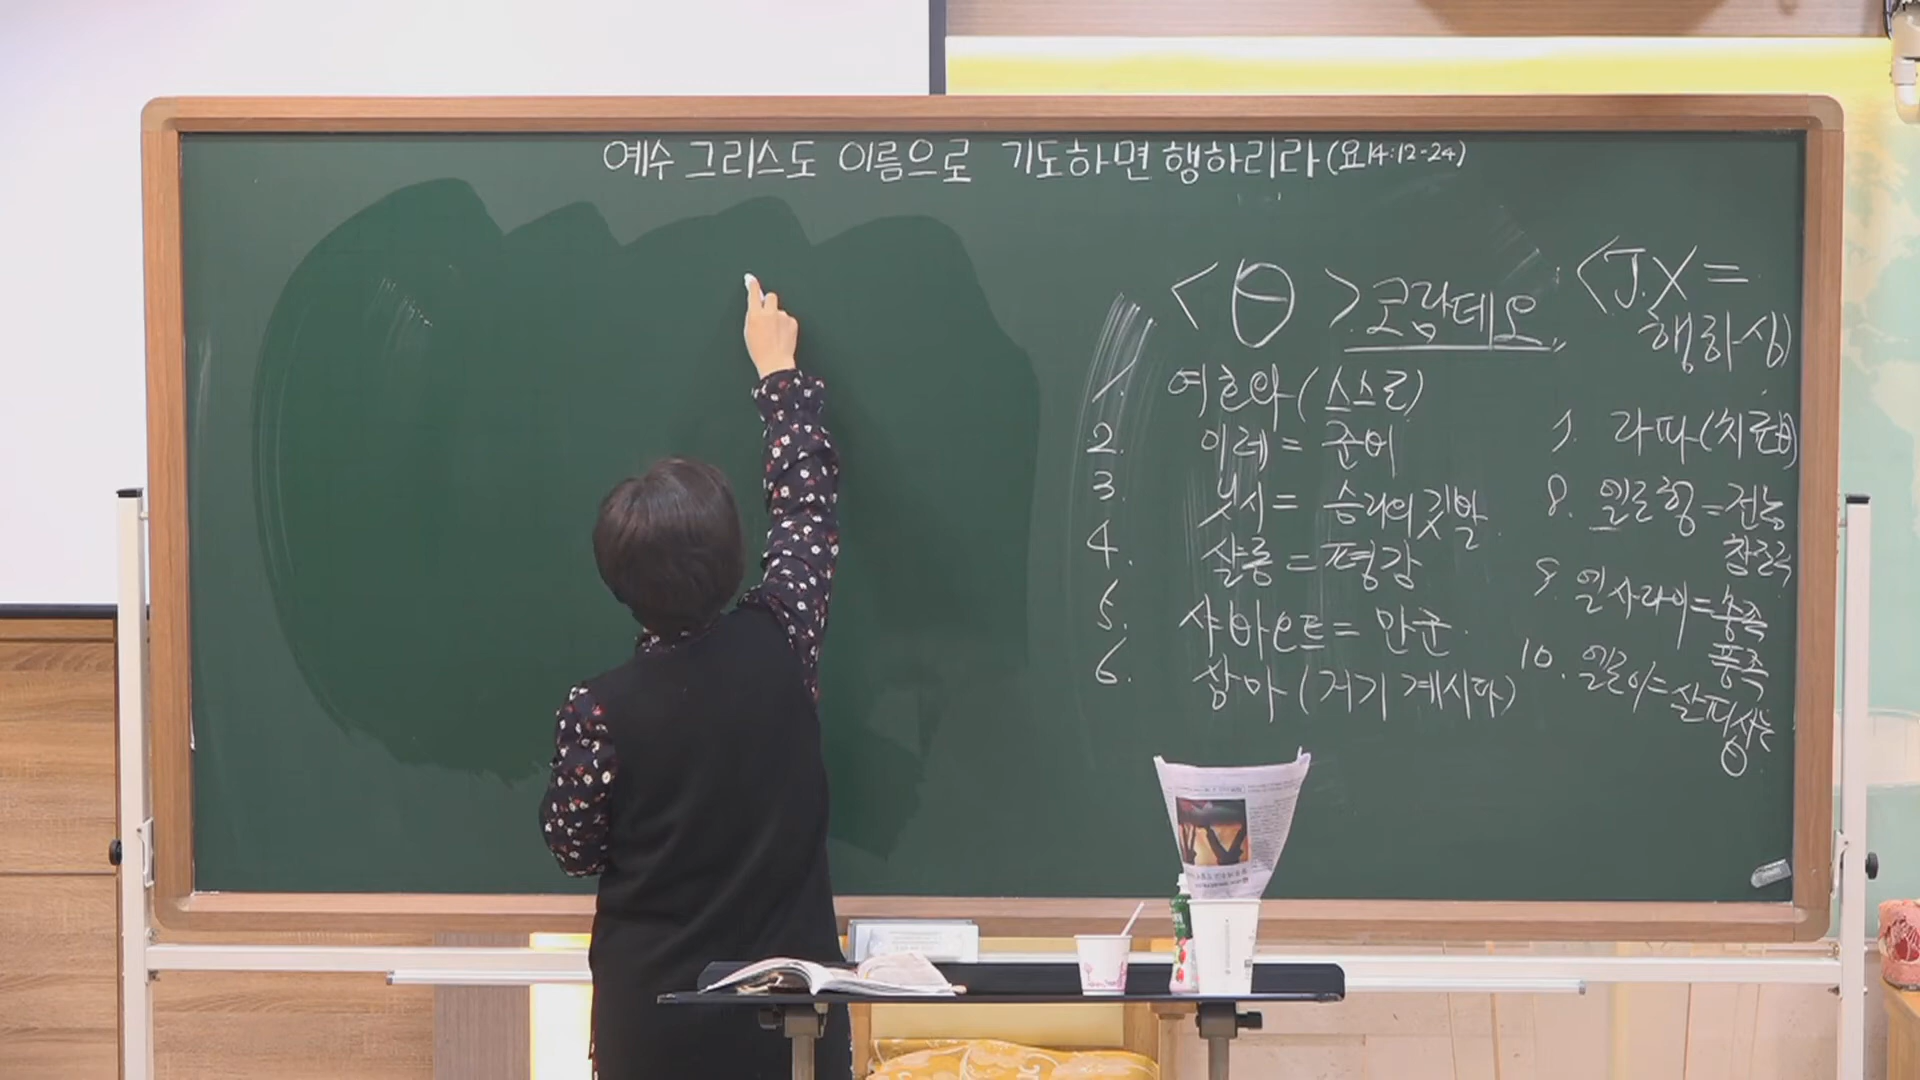 예수 그리스도 이름으로 기도하면 행하리라(요14:12-24)
<θ> 코람데오
1. 여호와(스스로)
2. 이레 = 준비
3. 닛시 = 승리의 깃발
4. 샬롬 = 평강
5. 샤바오트 = 만군
6. 삼마 (거기 계시다)
<J.X =
행하심
7. 라파(치료
8. 엘로힘 = 전능
창조주
9. 엘샤라이 = 충족
풍족
10. 엘로이 = 살피시는